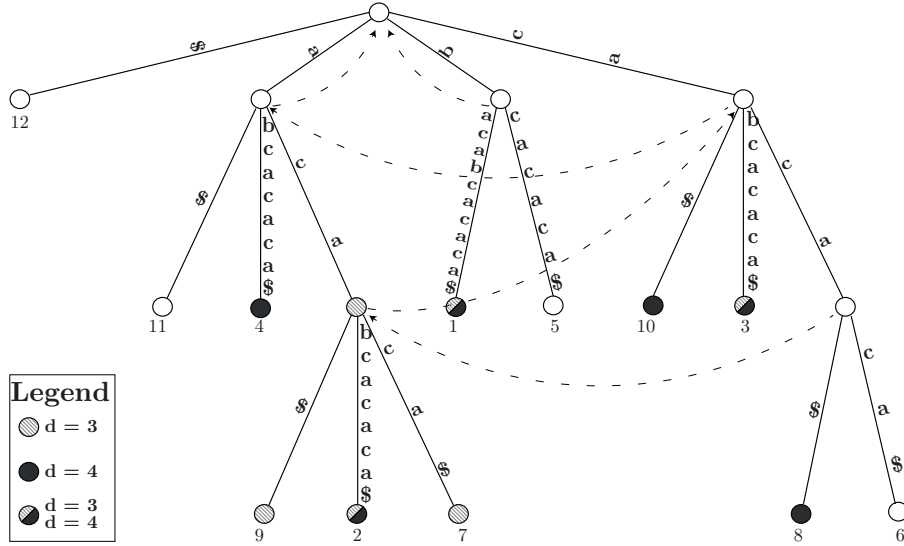 $
a
b
c a
12
$
b c a c a c a $
c a
a c a b c a c a c a $
c a c a c a $
$
b c a c a c a $
c a
11
4
1
5
10
3
$
b c a c a c a $
c a $
$
c a $
9
2
7
8
6
Legend
d = 3
d = 4
d = 3
d = 4